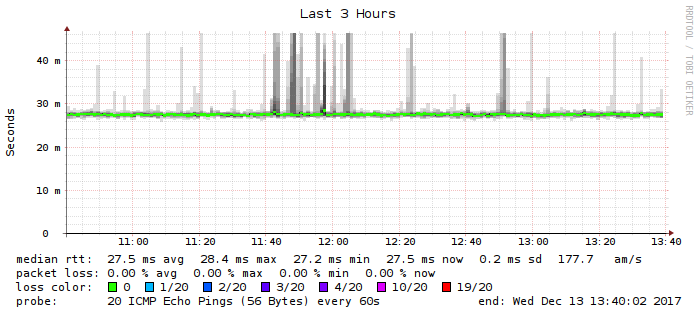 Last 3 Hours
RRDTOOL / TOBI OETIKER
Seconds
40 m
30 m
20 m
10 m
0
11:00 11:20 11:40 12:00 12:20 12:40 13:00 13:20 13:40
median rtt: 27.5 ms avg 28.4 ms max 27.2 ms min 27.5 ms now 0.2 ms sd 177.7 am/s
packet loss: 0.00 % avg 0.00 % max 0.00 % min 0.00 % now
loss color: 0 1/20 2/20 3/20 4/20 10/20 19/20
probe: 20 ICMP Echo Pings (56 Bytes) every 60s end: Wed Dec 13 13:40:02 2017